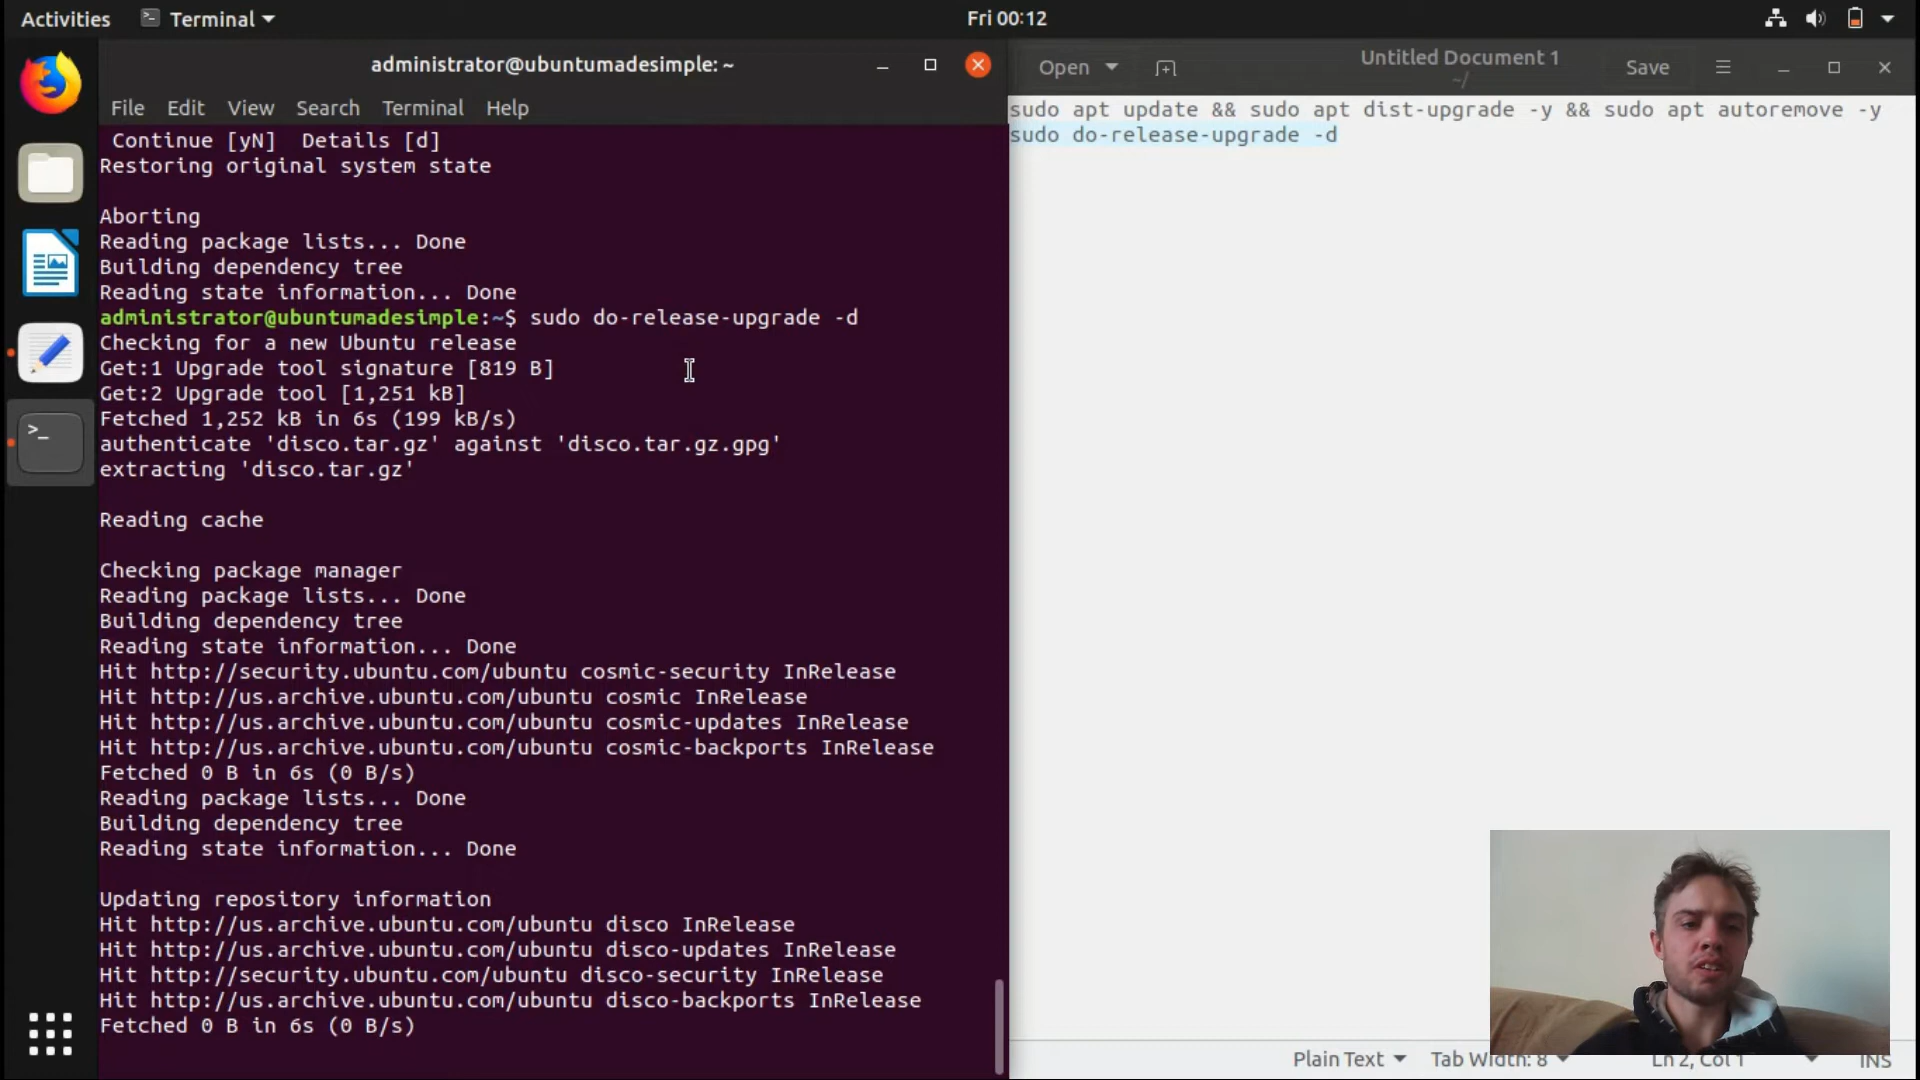 Activities
Terminal
Fri 00:12
administrator@ubuntumadesimple: ~
File Edit View Search Terminal Help
Continue [yN]  Details [d]
Restoring original system state
Aborting
Reading package lists... Done
Building dependency tree
Reading state information... Done
administrator@ubuntumadesimple:~$ sudo do-release-upgrade -d
Checking for a new Ubuntu release
Get:1 Upgrade tool signature [819 B]
Get:2 Upgrade tool [1,251 kB]
Fetched 1,252 kB in 6s (199 kB/s)
authenticate 'disco.tar.gz' against 'disco.tar.gz.gpg'
extracting 'disco.tar.gz'
Reading cache
Checking package manager
Reading package lists... Done
Building dependency tree
Reading state information... Done
Hit http://security.ubuntu.com/ubuntu cosmic-security InRelease
Hit http://us.archive.ubuntu.com/ubuntu cosmic InRelease
Hit http://us.archive.ubuntu.com/ubuntu cosmic-updates InRelease
Hit http://us.archive.ubuntu.com/ubuntu cosmic-backports InRelease
Fetched 0 B in 6s (0 B/s)
Reading package lists... Done
Building dependency tree
Reading state information... Done
Updating repository information
Hit http://us.archive.ubuntu.com/ubuntu disco InRelease
Hit http://us.archive.ubuntu.com/ubuntu disco-updates InRelease
Hit http://security.ubuntu.com/ubuntu disco-security InRelease
Hit http://us.archive.ubuntu.com/ubuntu disco-backports InRelease
Fetched 0 B in 6s (0 B/s)
Open
Untitled Document 1
~/
Save
sudo apt update && sudo apt dist-upgrade -y && sudo apt autoremove -y
sudo do-release-upgrade -d
Plain Text
Tab Width: 8
Ln 2, Col 1
INS